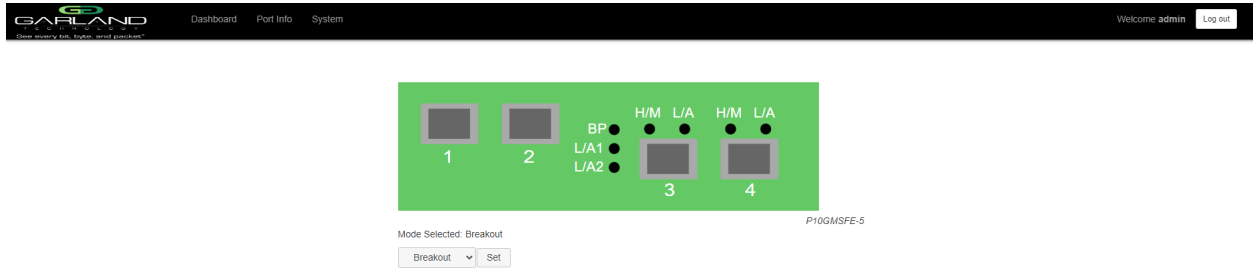 GARLAND
TECHNOLOGY
See every bit, byte, and packet®
Dashboard Port Info System
Welcome admin Log out
H/M L/A H/M L/A
BP
L/A1
L/A2
1 2
3 4
P10GMSFE-5
Mode Selected: Breakout
Breakout Set